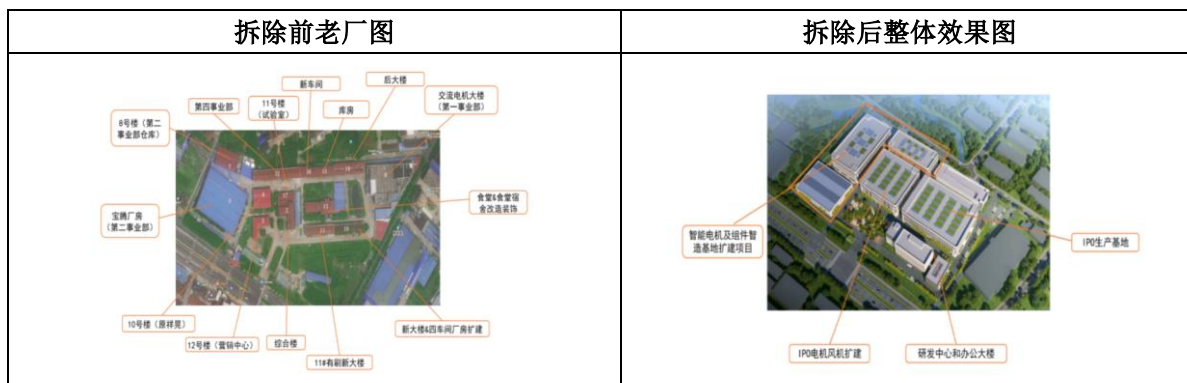 拆除前老厂图
拆除后整体效果图
新车间
后大楼
第四事业部
11号楼
（试验室）
库房
交流电机大楼
（第一事业部）
8号楼（第二
事业部仓库）
宝腾厂房
（第二事业部）
食堂&食堂宿
舍改造装饰
10号楼（原祥晃）
12号楼（营销中心）
综合楼
11#有刷新大楼
新大楼&四车间厂房扩建
智能电机及组件智
造基地扩建项目
IPO生产基地
IPO电机风机扩建
研发中心和办公大楼